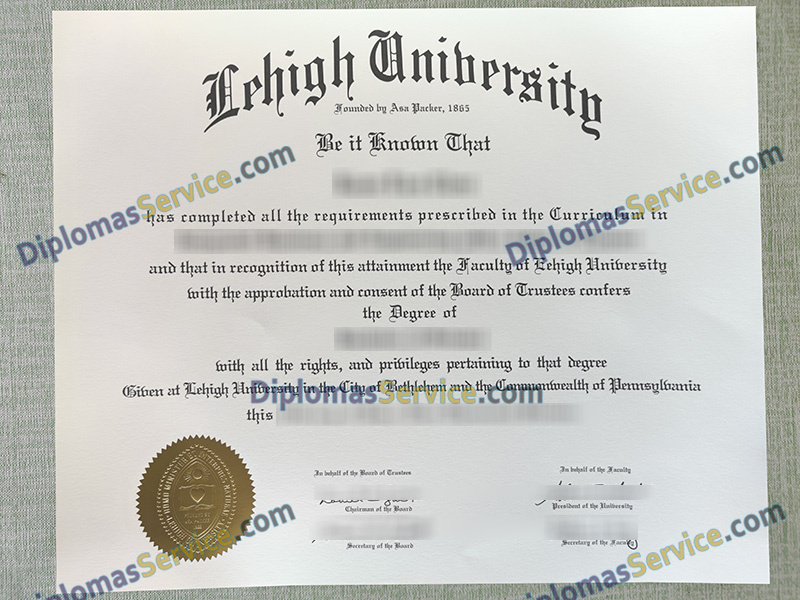 Lehigh University
Founded by Asa Packer, 1865
Be it Known That
DiplomasService.com
DiplomasService.com
has completed all the requirements prescribed in the Curriculum in
and that in recognition of this attainment the Faculty of Lehigh University
with the approbation and consent of the Board of Trustees confers
the Degree of
with all the rights, and privileges pertaining to that degree
Given at Lehigh University in the City of Bethlehem and the Commonwealth of Pennsylvania
DiplomasService.com
this
In behalf of the Board of Trustees
In behalf of the Faculty
Chairman of the Board
President of the University
Secretary of the Board
Secretary of the Faculty
DiplomasService.com
DiplomasService.com